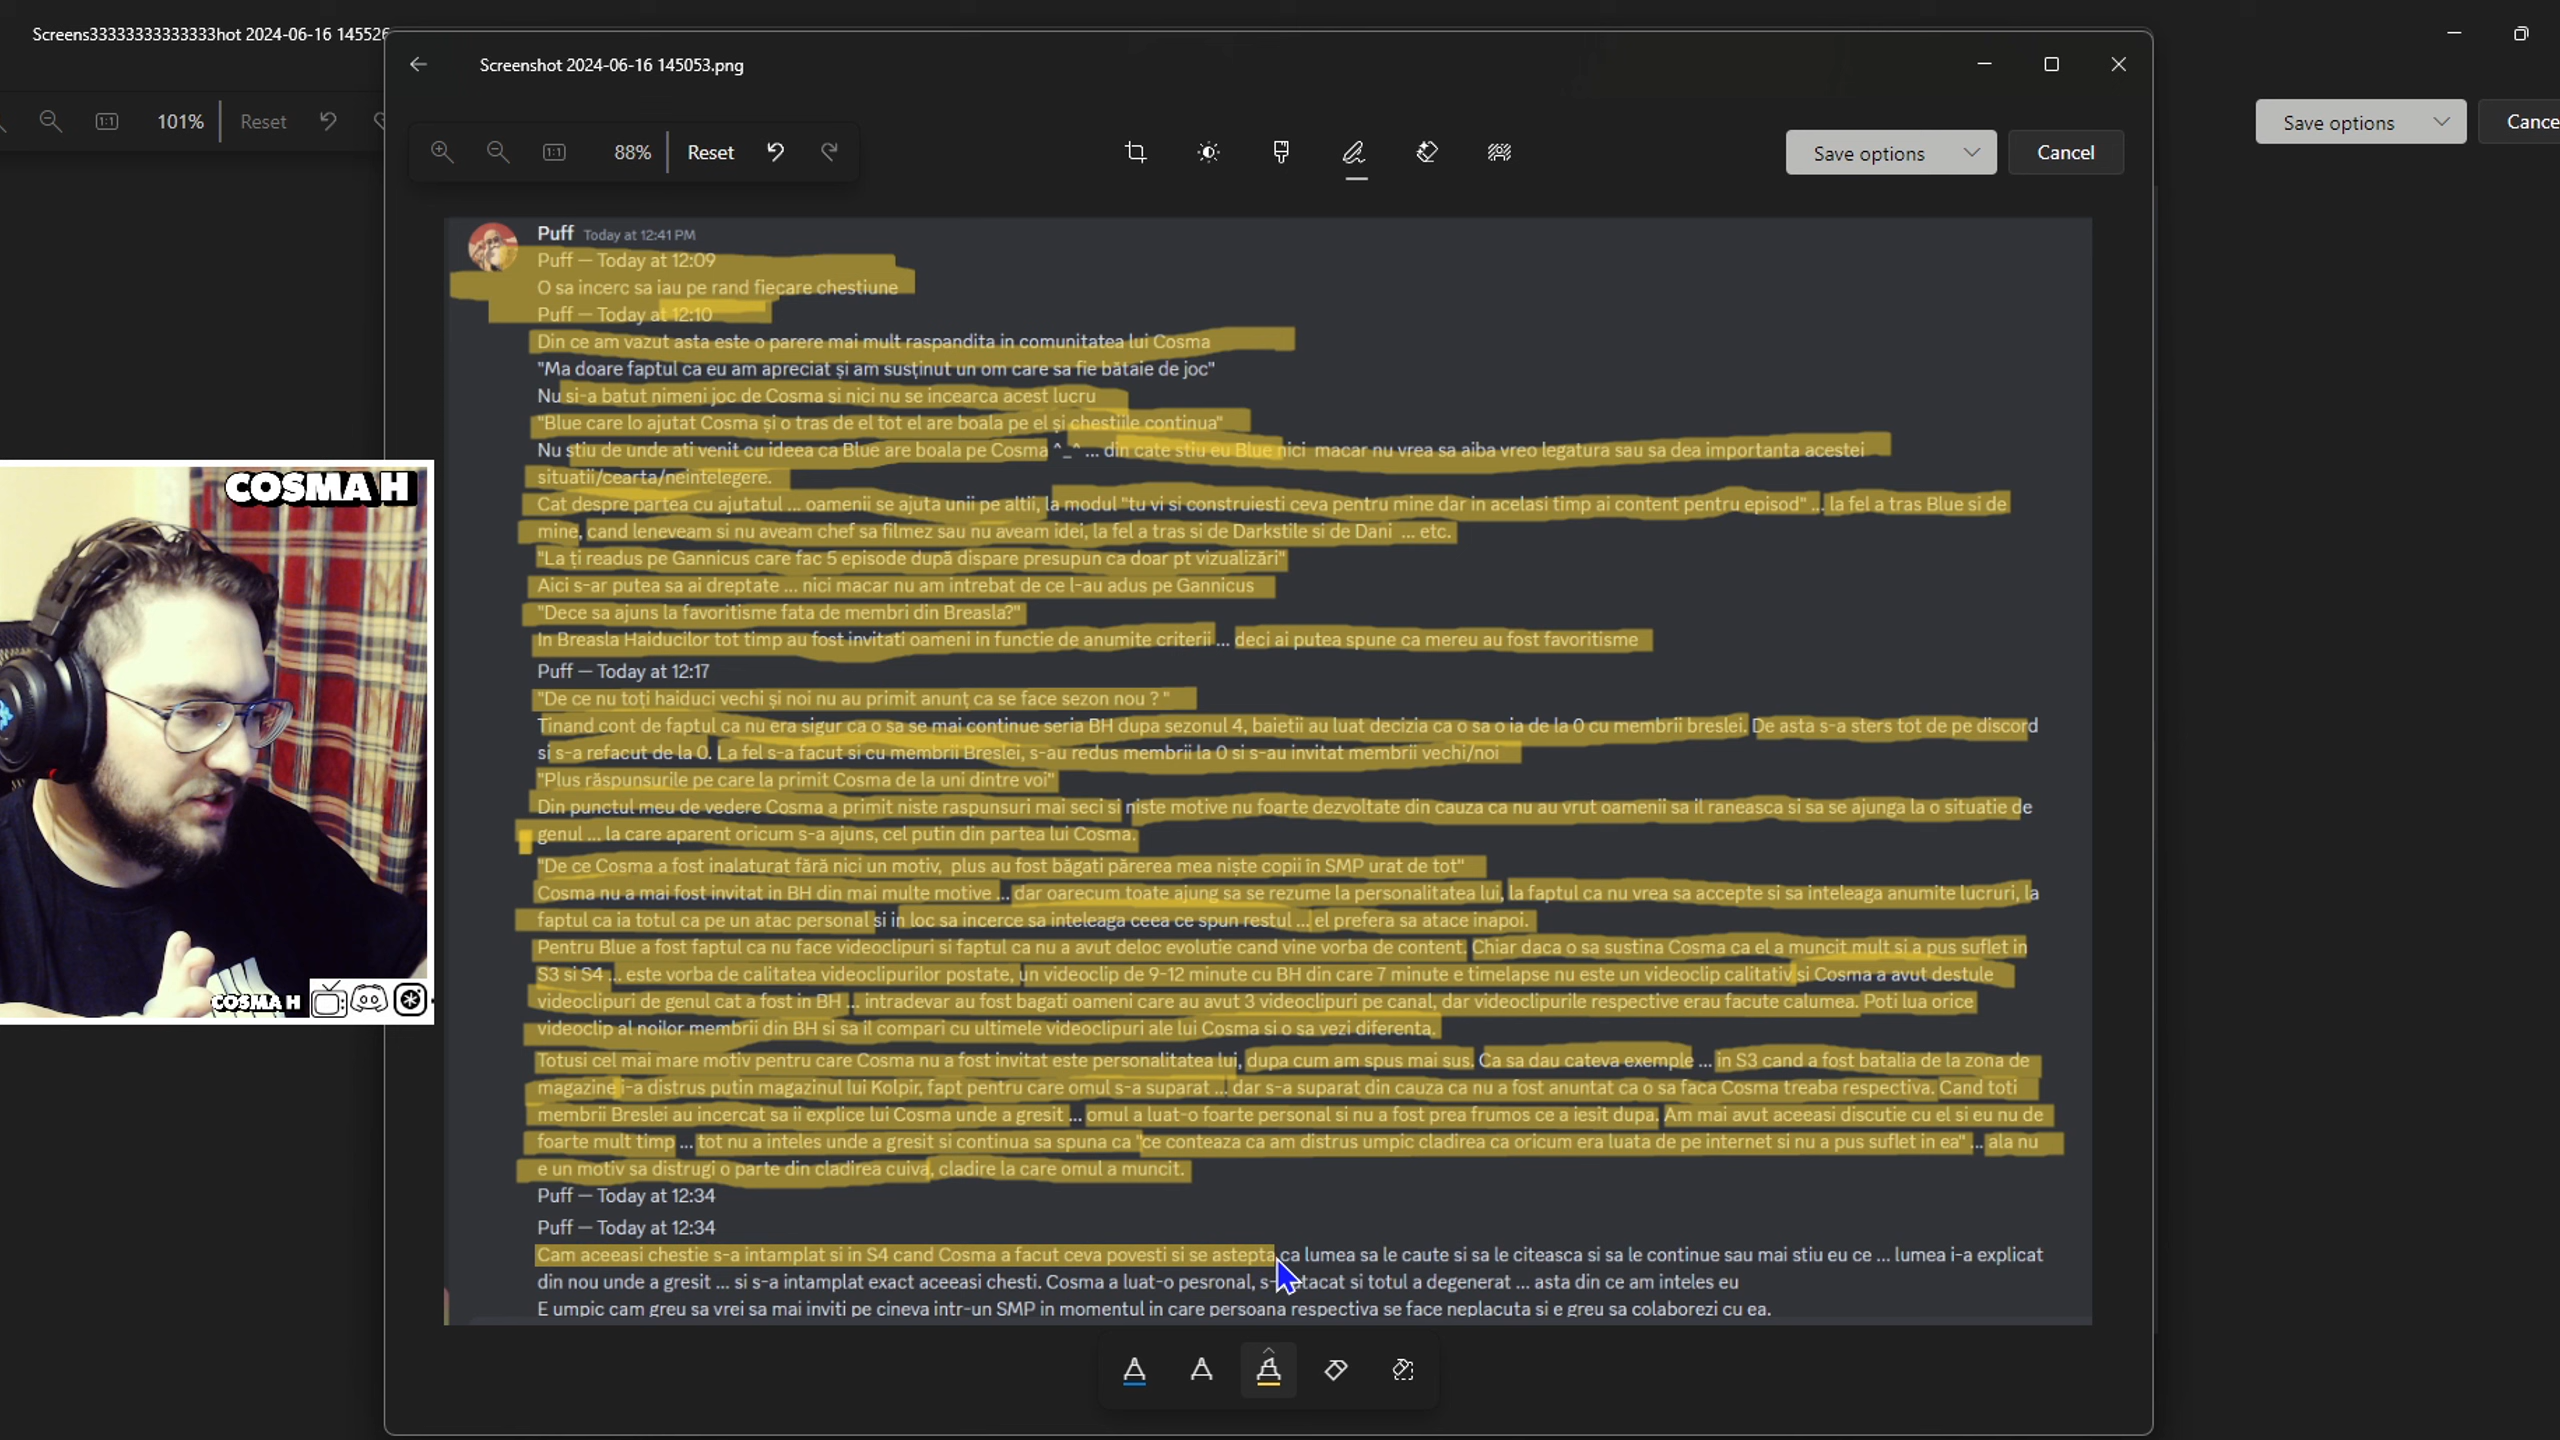 Screens33333333333333hot 2024-06-16 145526
Screenshot 2024-06-16 145053.png
101%
Reset
Save options
Cance
88%
Reset
Save options
Cancel
Puff Today at 12:41 PM
Puff — Today at 12:09
O sa incerc sa iau pe rand fiecare chestiune
Puff — Today at 12:10
Din ce am vazut asta este o parere mai mult raspandita in comunitatea lui Cosma
"Ma doare faptul ca eu am apreciat și am susținut un om care sa fie bătaie de joc"
Nu si-a batut nimeni joc de Cosma si nici nu se incearca acest lucru
"Blue care lo ajutat Cosma și o tras de el tot el are boala pe el și chestiile continua"
Nu stiu de unde ati venit cu ideea ca Blue are boala pe Cosma ^_^ ... din cate stiu eu Blue nici macar nu vrea sa aiba vreo legatura sau sa dea importanta acestei
situatii/cearta/neintelegere.
Cat despre partea cu ajutatul ... oamenii se ajuta unii pe altii, la modul "tu vi si construiesti ceva pentru mine dar in acelasi timp ai content pentru episod" ... la fel a tras Blue si de
mine, cand leneveam si nu aveam chef sa filmez sau nu aveam idei, la fel a tras si de Darkstile si de Dani ... etc.
"La ți readus pe Gannicus care fac 5 episode după dispare presupun ca doar pt vizualizări"
Aici s-ar putea sa ai dreptate ... nici macar nu am intrebat de ce l-au adus pe Gannicus
"Dece sa ajuns la favoritisme fata de membri din Breasla?"
In Breasla Haiducilor tot timp au fost invitati oameni in functie de anumite criterii ... deci ai putea spune ca mereu au fost favoritisme
Puff — Today at 12:17
"De ce nu toți haiduci vechi și noi nu au primit anunț ca se face sezon nou ? "
Tinand cont de faptul ca nu era sigur ca o sa se mai continue seria BH dupa sezonul 4, baietii au luat decizia ca o sa o ia de la 0 cu membrii breslei. De asta s-a sters tot de pe discord
si s-a refacut de la 0. La fel s-a facut si cu membrii Breslei, s-au redus membrii la 0 si s-au invitat membrii vechi/noi
"Plus răspunsurile pe care la primit Cosma de la uni dintre voi"
Din punctul meu de vedere Cosma a primit niste raspunsuri mai seci si niste motive nu foarte dezvoltate din cauza ca nu au vrut oamenii sa il raneasca si sa se ajunga la o situatie de
genul ... la care aparent oricum s-a ajuns, cel putin din partea lui Cosma.
"De ce Cosma a fost inalaturat fără nici un motiv, plus au fost băgati părerea mea niște copii în SMP urat de tot"
Cosma nu a mai fost invitat in BH din mai multe motive ... dar oarecum toate ajung sa se rezume la personalitatea lui, la faptul ca nu vrea sa accepte si sa inteleaga anumite lucruri, la
faptul ca ia totul ca pe un atac personal si in loc sa incerce sa inteleaga ceea ce spun restul ... el prefera sa atace inapoi.
Pentru Blue a fost faptul ca nu face videoclipuri si faptul ca nu a avut deloc evolutie cand vine vorba de content. Chiar daca o sa sustina Cosma ca el a muncit mult si a pus suflet in
S3 si S4 ... este vorba de calitatea videoclipurilor postate, un videoclip de 9-12 minute cu BH din care 7 minute e timelapse nu este un videoclip calitativ si Cosma a avut destule
videoclipuri de genul cat a fost in BH ... intradevar au fost bagati oameni care au avut 3 videoclipuri pe canal, dar videoclipurile respective erau facute calumea. Poti lua orice
videoclip al noilor membrii din BH si sa il compari cu ultimele videoclipuri ale lui Cosma si o sa vezi diferenta.
Totusi cel mai mare motiv pentru care Cosma nu a fost invitat este personalitatea lui, dupa cum am spus mai sus. Ca sa dau cateva exemple ... in S3 cand a fost batalia de la zona de
magazine i-a distrus putin magazinul lui Kolpir, fapt pentru care omul s-a suparat ... dar s-a suparat din cauza ca nu a fost anuntat ca o sa faca Cosma treaba respectiva. Cand toti
membrii Breslei au incercat sa ii explice lui Cosma unde a gresit ... omul a luat-o foarte personal si nu a fost prea frumos ce a iesit dupa. Am mai avut aceeasi discutie cu el si eu nu de
foarte mult timp ... tot nu a inteles unde a gresit si continua sa spuna ca "ce conteaza ca am distrus umpic cladirea ca oricum era luata de pe internet si nu a pus suflet in ea" ... ala nu
e un motiv sa distrugi o parte din cladirea cuiva, cladire la care omul a muncit.
Puff — Today at 12:34
Puff — Today at 12:34
Cam aceeasi chestie s-a intamplat si in S4 cand Cosma a facut ceva povesti si se astepta ca lumea sa le caute si sa le citeasca si sa le continue sau mai stiu eu ce ... lumea i-a explicat
din nou unde a gresit ... si s-a intamplat exact aceeasi chesti. Cosma a luat-o pesronal, s- atacat si totul a degenerat ... asta din ce am inteles eu
E umpic cam greu sa vrei sa mai inviti pe cineva intr-un SMP in momentul in care persoana respectiva se face neplacuta si e greu sa colaborezi cu ea.
COSMA H
COSMA H